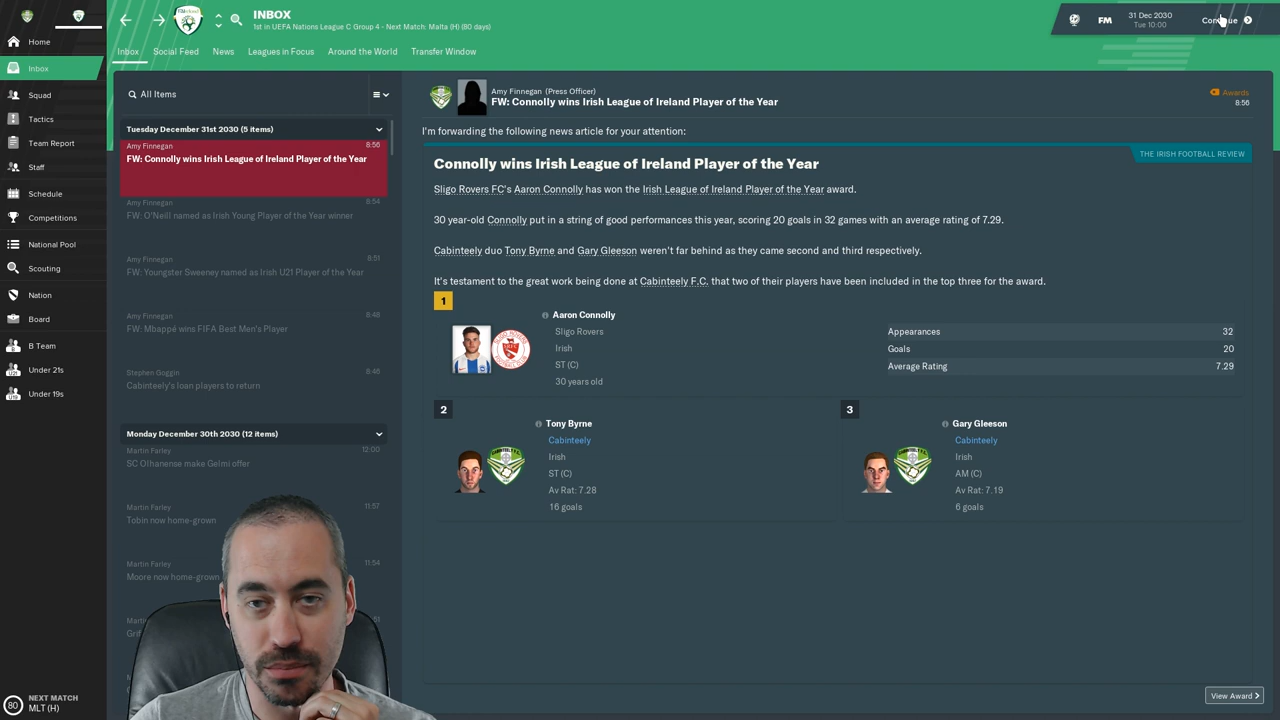 INBOX
1st in UEFA Nations League C Group 4 - Next Match: Malta (H) (80 days)
FM
31 Dec 2030
Tue 10:00
Inbox
Social Feed
News
Leagues in Focus
Around the World
Transfer Window
Home
Inbox
Squad
Tactics
Team Report
Staff
Schedule
Competitions
National Pool
Scouting
Nation
Board
B Team
Under 21s
Under 19s
80
NEXT MATCH
MLT (H)
All Items
Tuesday December 31st 2030 (5 items)
Amy Finnegan 8:56
FW: Connolly wins Irish League of Ireland Player of the Year
Amy Finnegan 8:54
FW: O'Neill named as Irish Young Player of the Year winner
Amy Finnegan 8:51
FW: Youngster Sweeney named as Irish U21 Player of the Year
Amy Finnegan 8:48
FW: Mbappé wins FIFA Best Men's Player
Stephen Goggin 8:46
Cabinteely's loan players to return
Monday December 30th 2030 (12 items)
Martin Farley 12:00
SC Olhanense make Gelmi offer
Martin Farley 11:57
Tobin now home-grown
Martin Farley 11:54
Moore now home-grown
Amy Finnegan (Press Officer)
FW: Connolly wins Irish League of Ireland Player of the Year
Awards
8:56
I'm forwarding the following news article for your attention:
THE IRISH FOOTBALL REVIEW
Connolly wins Irish League of Ireland Player of the Year
Sligo Rovers FC's Aaron Connolly has won the Irish League of Ireland Player of the Year award.
30 year-old Connolly put in a string of good performances this year, scoring 20 goals in 32 games with an average rating of 7.29.
Cabinteely duo Tony Byrne and Gary Gleeson weren't far behind as they came second and third respectively.
It's testament to the great work being done at Cabinteely F.C. that two of their players have been included in the top three for the award.
1
Aaron Connolly
Sligo Rovers
Irish
ST (C)
30 years old
Appearances 32
Goals 20
Average Rating 7.29
2
Tony Byrne
Cabinteely
Irish
ST (C)
Av Rat: 7.28
16 goals
3
Gary Gleeson
Cabinteely
Irish
AM (C)
Av Rat: 7.19
6 goals
View Award